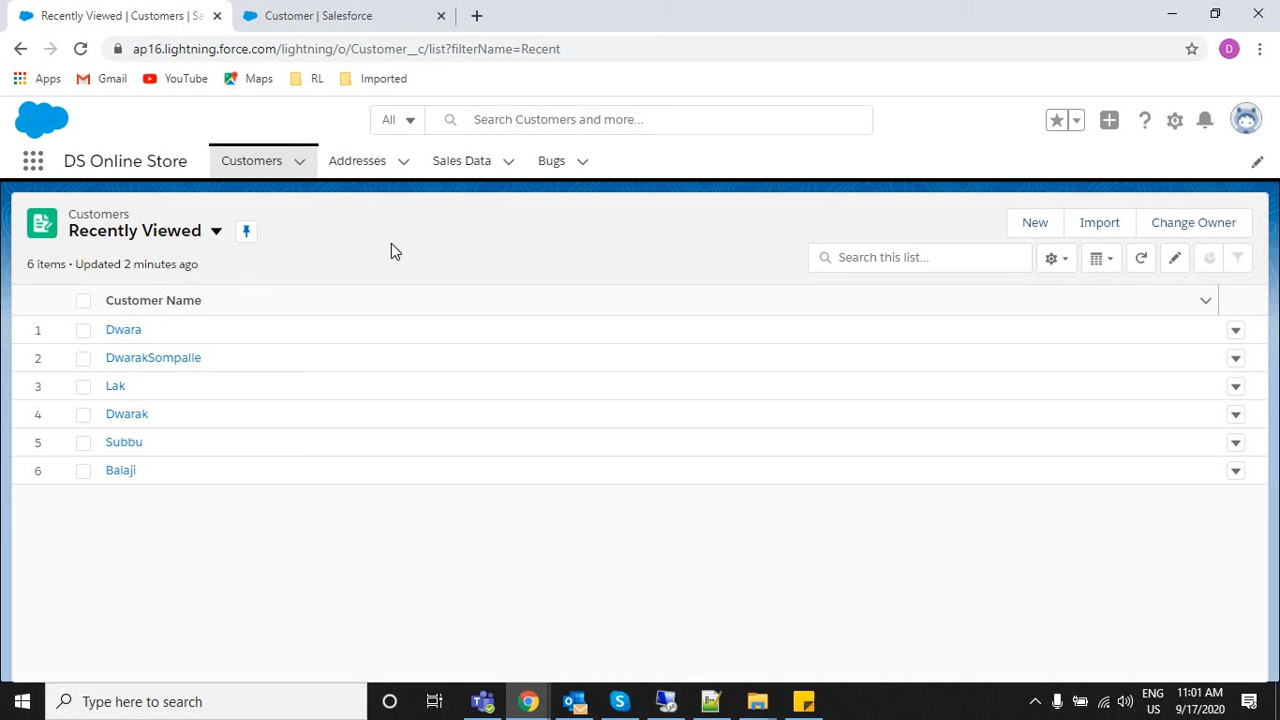 Recently Viewed | Customers | Sa
Customer | Salesforce
ap16.lightning.force.com/lightning/o/Customer__c/list?filterName=Recent
D
Apps Gmail YouTube Maps RL Imported
All Search Customers and more...
DS Online Store Customers Addresses Sales Data Bugs
Customers
Recently Viewed
New Import Change Owner
6 items • Updated 2 minutes ago
Search this list...
Customer Name
1 Dwara
2 DwarakSompalle
3 Lak
4 Dwarak
5 Subbu
6 Balaji
Type here to search
ENG
US
11:01 AM
9/17/2020